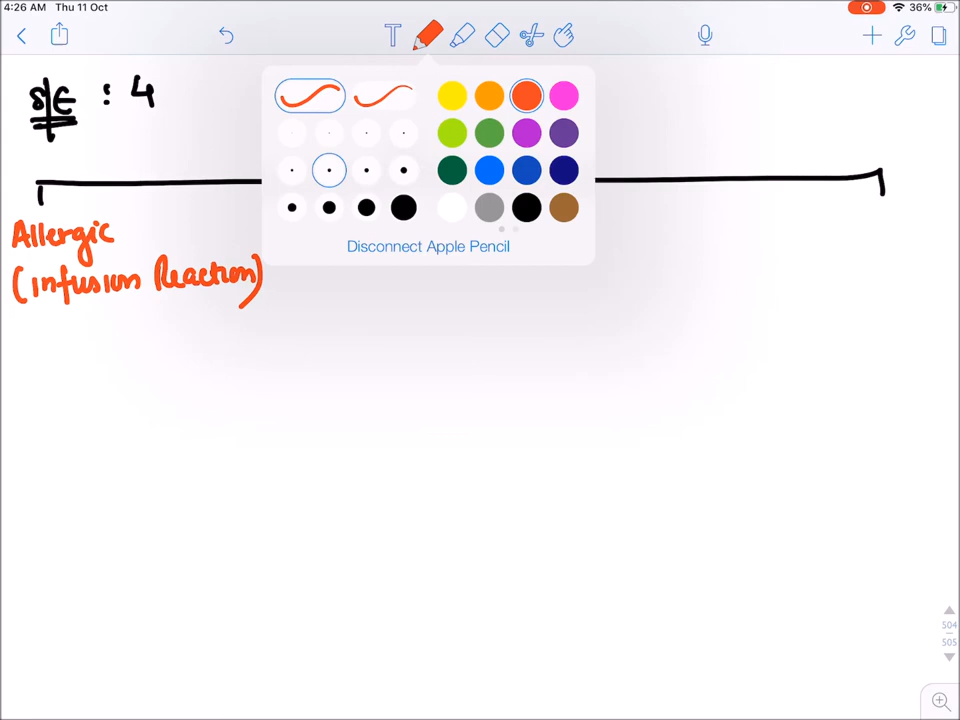 4:26 AM Thu 11 Oct
36%
T
S/E : 4
Allergic
(Infusion Reaction)
Disconnect Apple Pencil
504
505